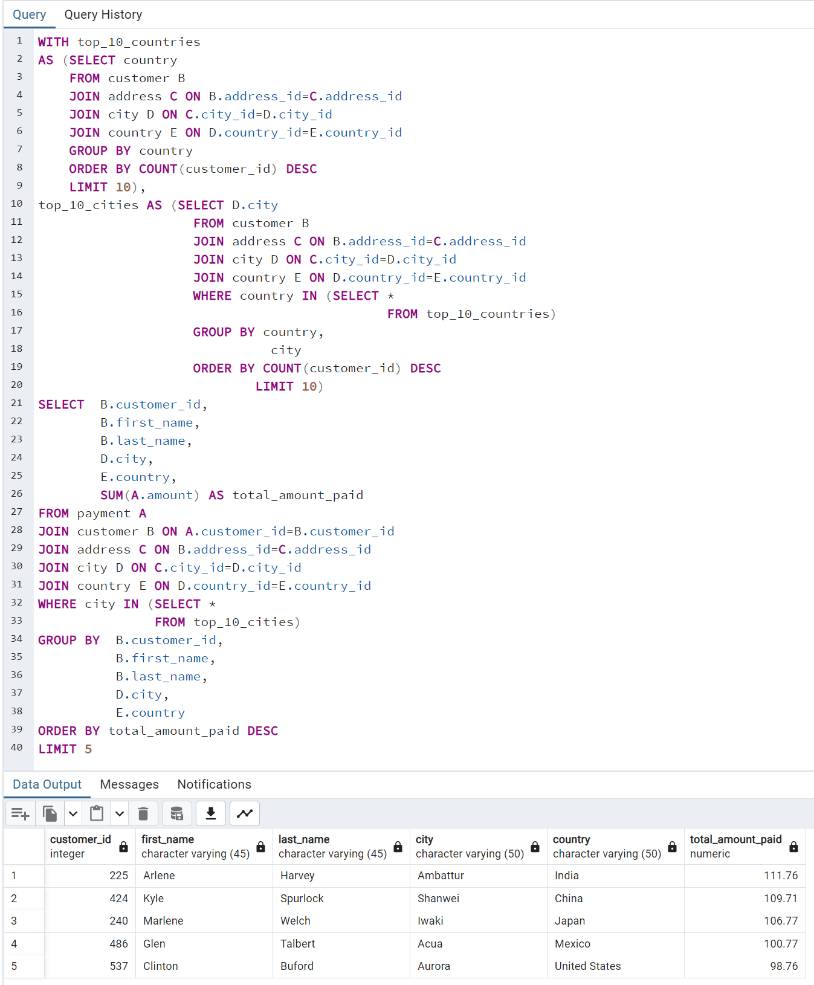 Query Query History
1 WITH top_10_countries
2 AS (SELECT country
3 FROM customer B
4 JOIN address C ON B.address_id=C.address_id
5 JOIN city D ON C.city_id=D.city_id
6 JOIN country E ON D.country_id=E.country_id
7 GROUP BY country
8 ORDER BY COUNT(customer_id) DESC
9 LIMIT 10),
10 top_10_cities AS (SELECT D.city
11 FROM customer B
12 JOIN address C ON B.address_id=C.address_id
13 JOIN city D ON C.city_id=D.city_id
14 JOIN country E ON D.country_id=E.country_id
15 WHERE country IN (SELECT *
16 FROM top_10_countries)
17 GROUP BY country,
18 city
19 ORDER BY COUNT(customer_id) DESC
20 LIMIT 10)
21 SELECT B.customer_id,
22 B.first_name,
23 B.last_name,
24 D.city,
25 E.country,
26 SUM(A.amount) AS total_amount_paid
27 FROM payment A
28 JOIN customer B ON A.customer_id=B.customer_id
29 JOIN address C ON B.address_id=C.address_id
30 JOIN city D ON C.city_id=D.city_id
31 JOIN country E ON D.country_id=E.country_id
32 WHERE city IN (SELECT *
33 FROM top_10_cities)
34 GROUP BY B.customer_id,
35 B.first_name,
36 B.last_name,
37 D.city,
38 E.country
39 ORDER BY total_amount_paid DESC
40 LIMIT 5
Data Output Messages Notifications
customer_id first_name last_name city country total_amount_paid
integer character varying (45) character varying (45) character varying (50) character varying (50) numeric
1 225 Arlene Harvey Ambattur India 111.76
2 424 Kyle Spurlock Shanwei China 109.71
3 240 Marlene Welch Iwaki Japan 106.77
4 486 Glen Talbert Acua Mexico 100.77
5 537 Clinton Buford Aurora United States 98.76